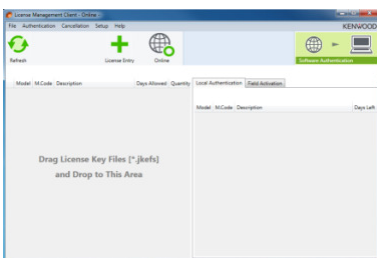 License Management Client - Online -
File Authentication Cancellation Setup Help
KENWOOD
Refresh License Entry Online Software Authentication
Model M.Code Description Days Allowed Quantity
Local Authentication Field Activation
Model M.Code Description Days Left
Drag License Key Files [*.jkefs]
and Drop to This Area